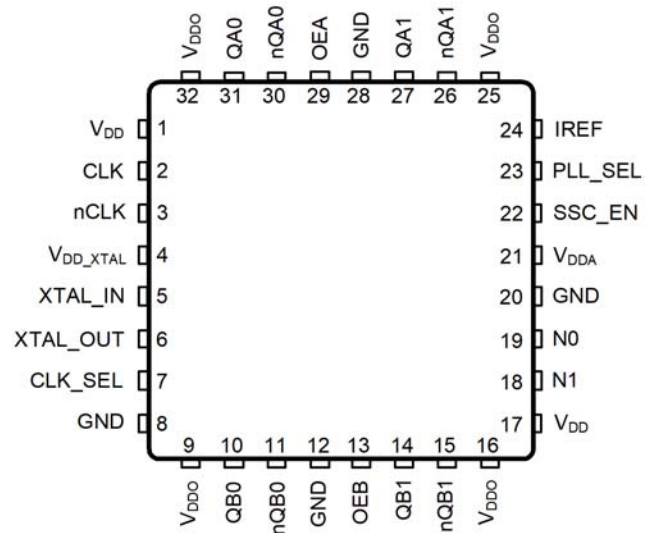 VDDO QA0 nQA0 OEA GND QA1 nQA1 VDDO
32 31 30 29 28 27 26 25
VDD 1 24 IREF
CLK 2 23 PLL_SEL
nCLK 3 22 SSC_EN
VDD_XTAL 4 21 VDDA
XTAL_IN 5 20 GND
XTAL_OUT 6 19 N0
CLK_SEL 7 18 N1
GND 8 17 VDD
9 10 11 12 13 14 15 16
VDDO QB0 nQB0 GND OEB QB1 nQB1 VDDO